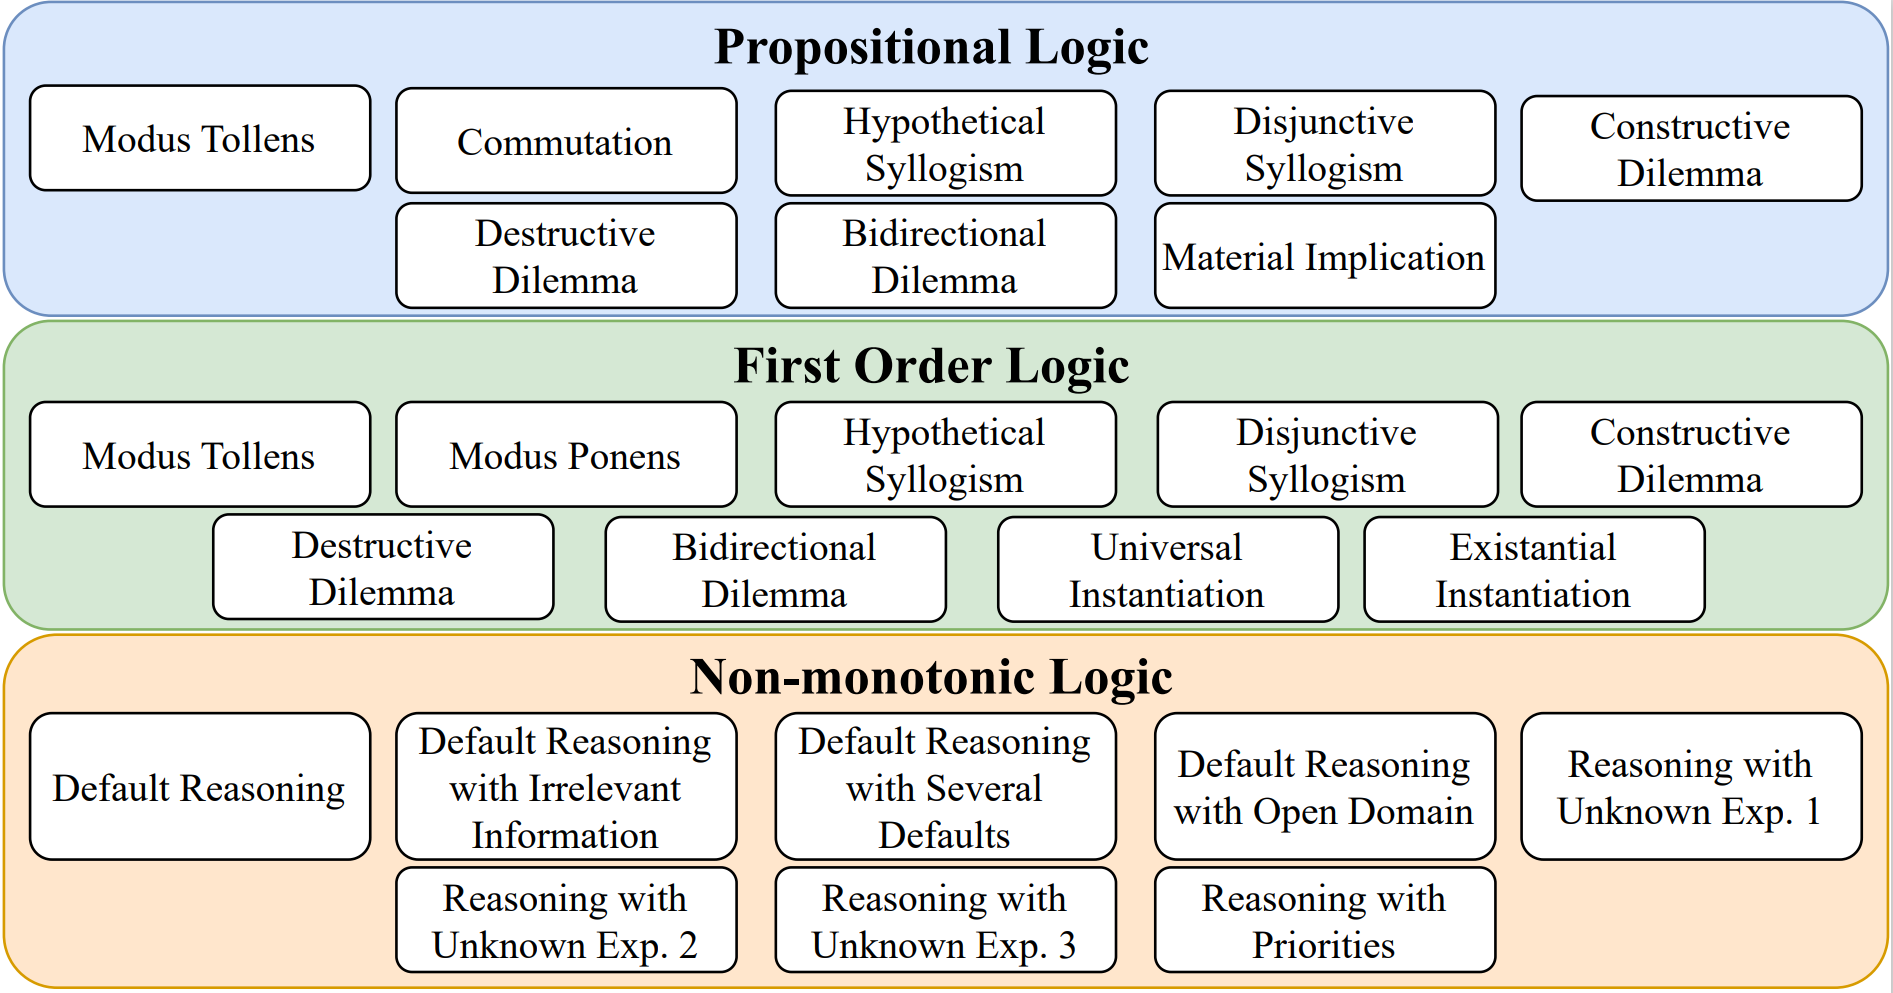 Propositional Logic
Modus Tollens
Commutation
Hypothetical
Syllogism
Disjunctive
Syllogism
Constructive
Dilemma
Destructive
Dilemma
Bidirectional
Dilemma
Material Implication
First Order Logic
Modus Tollens
Modus Ponens
Hypothetical
Syllogism
Disjunctive
Syllogism
Constructive
Dilemma
Destructive
Dilemma
Bidirectional
Dilemma
Universal
Instantiation
Existantial
Instantiation
Non-monotonic Logic
Default Reasoning
Default Reasoning
with Irrelevant
Information
Default Reasoning
with Several
Defaults
Default Reasoning
with Open Domain
Reasoning with
Unknown Exp. 1
Reasoning with
Unknown Exp. 2
Reasoning with
Unknown Exp. 3
Reasoning with
Priorities